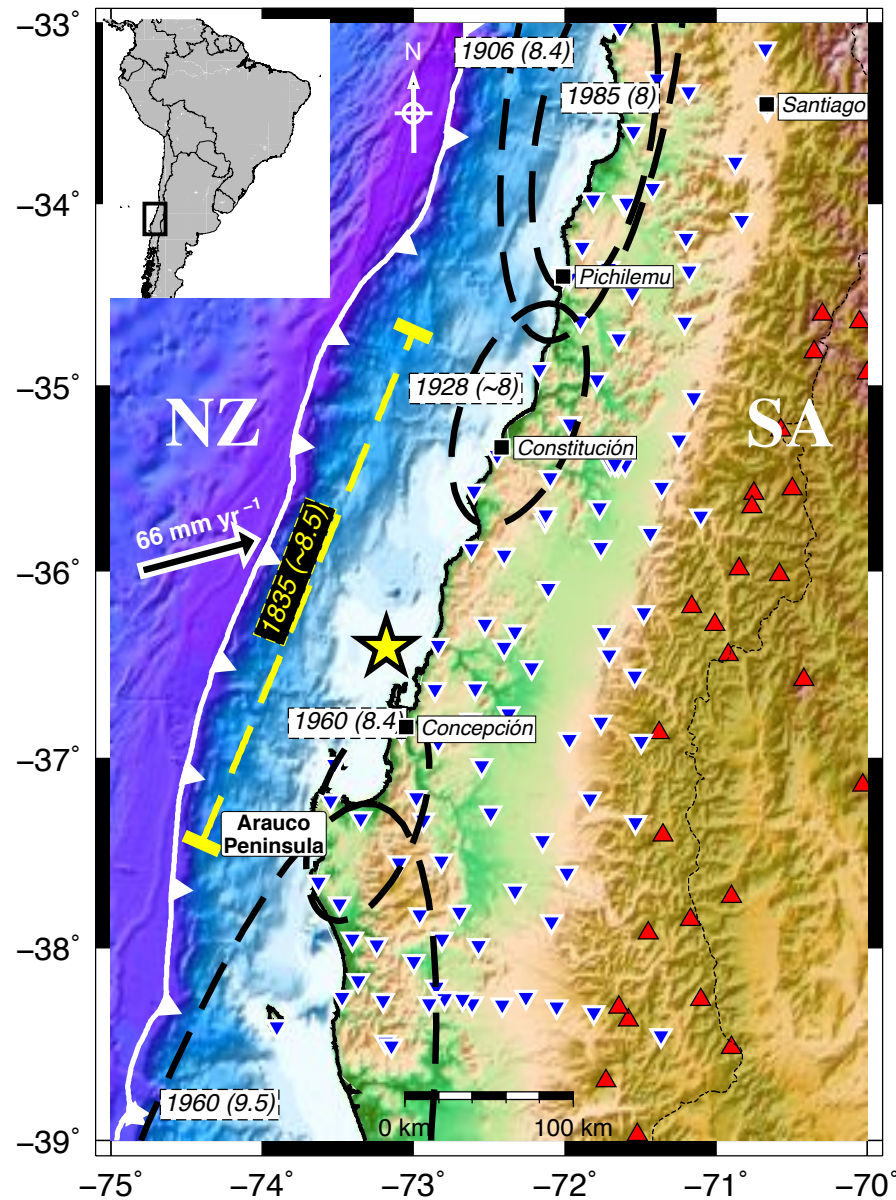 −33°
−34°
−35°
−36°
−37°
−38°
−39°
1906 (8.4)
N
1985 (8)
Santiago
Pichilemu
1928 (~8)
NZ
SA
Constitución
66 mm yr⁻¹
1835 (~8.5)
1960 (8.4)
Concepción
Arauco
Peninsula
1960 (9.5)
0 km
100 km
−75°
−74°
−73°
−72°
−71°
−70°